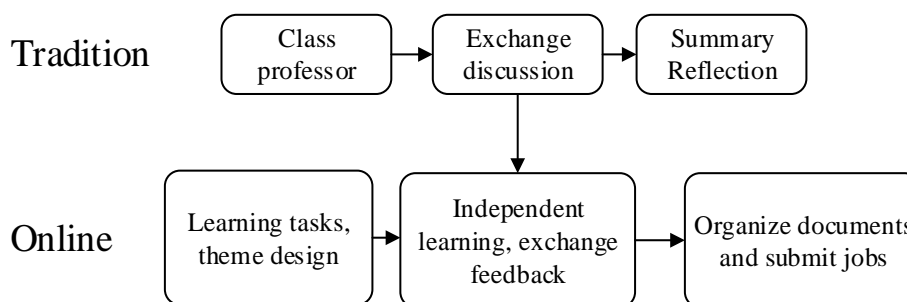 Tradition
Class
professor
Exchange
discussion
Summary
Reflection
Online
Learning tasks,
theme design
Independent
learning, exchange
feedback
Organize documents
and submit jobs